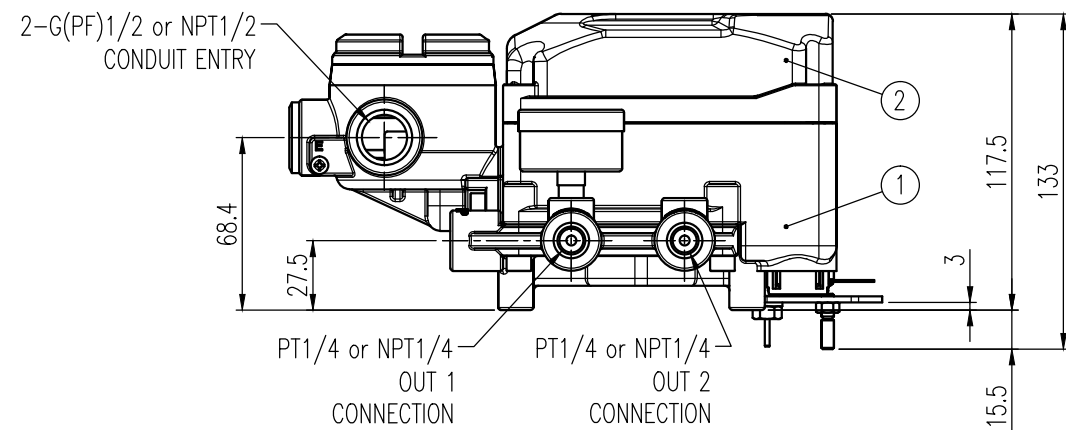 2-G(PF)1/2 or NPT1/2
CONDUIT ENTRY
2
1
E
117.5
133
68.4
27.5
3
15.5
PT1/4 or NPT1/4
OUT 1
CONNECTION
PT1/4 or NPT1/4
OUT 2
CONNECTION